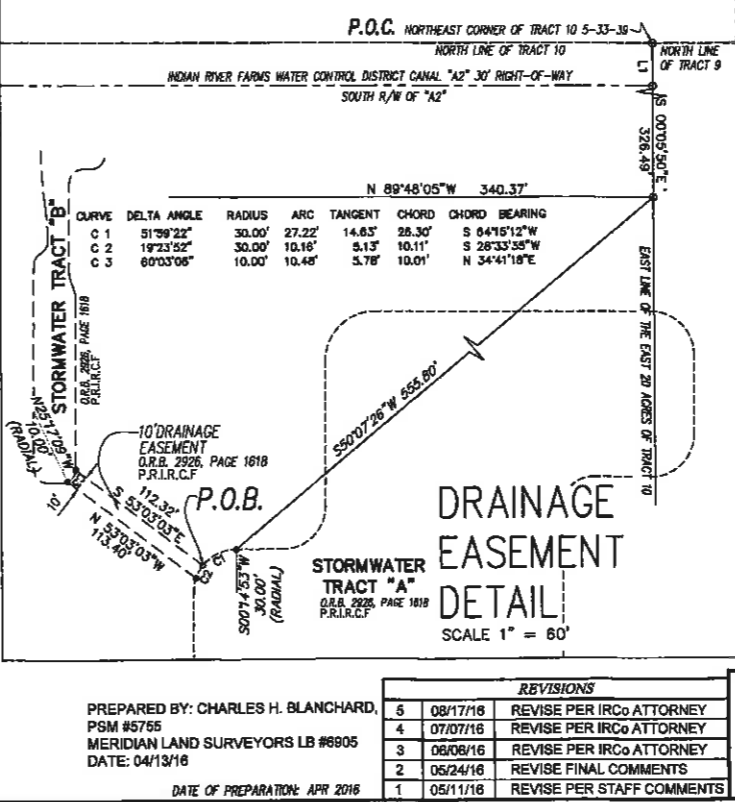 P.O.C. NORTHEAST CORNER OF TRACT 10 5-33-39
NORTH LINE OF TRACT 10
NORTH LINE
OF TRACT 9
L1
INDIAN RIVER FARMS WATER CONTROL DISTRICT CANAL "A2" 30' RIGHT-OF-WAY
SOUTH R/W OF "A2"
S 00°05'50"E
326.49'
N 89°48'05"W 340.37'
CURVE DELTA ANGLE RADIUS ARC TANGENT CHORD CHORD BEARING
C 1 51°59'22" 30.00' 27.22' 14.63' 26.30' S 64°15'12"W
C 2 19°23'52" 30.00' 10.16' 5.13' 10.11' S 28°33'35"W
C 3 60°03'06" 10.00' 10.48' 5.78' 10.01' N 34°41'18"E
STORMWATER TRACT "B"
O.R.B. 2926, PAGE 1618
P.R.I.R.C.F
EAST LINE OF THE EAST 20 ACRES OF TRACT 10
S50°07'26"W 555.80'
N25°17'09"W
10.00'
(RADIAL)
C3
10'
10'DRAINAGE
EASEMENT
O.R.B. 2926, PAGE 1618
P.R.I.R.C.F
112.32'
S 53°03'03"E
N 53°03'03"W
113.40'
P.O.B.
C1
C2
S00°14'53"W
30.00'
(RADIAL)
STORMWATER
TRACT "A"
O.R.B. 2926, PAGE 1618
P.R.I.R.C.F
DRAINAGE
EASEMENT
DETAIL
SCALE 1" = 60'
PREPARED BY: CHARLES H. BLANCHARD,
PSM #5755
MERIDIAN LAND SURVEYORS LB #6905
DATE: 04/13/16
DATE OF PREPARATION: APR 2016
REVISIONS
5 08/17/16 REVISE PER IRCo ATTORNEY
4 07/07/16 REVISE PER IRCo ATTORNEY
3 06/06/16 REVISE PER IRCo ATTORNEY
2 05/24/16 REVISE FINAL COMMENTS
1 05/11/16 REVISE PER STAFF COMMENTS